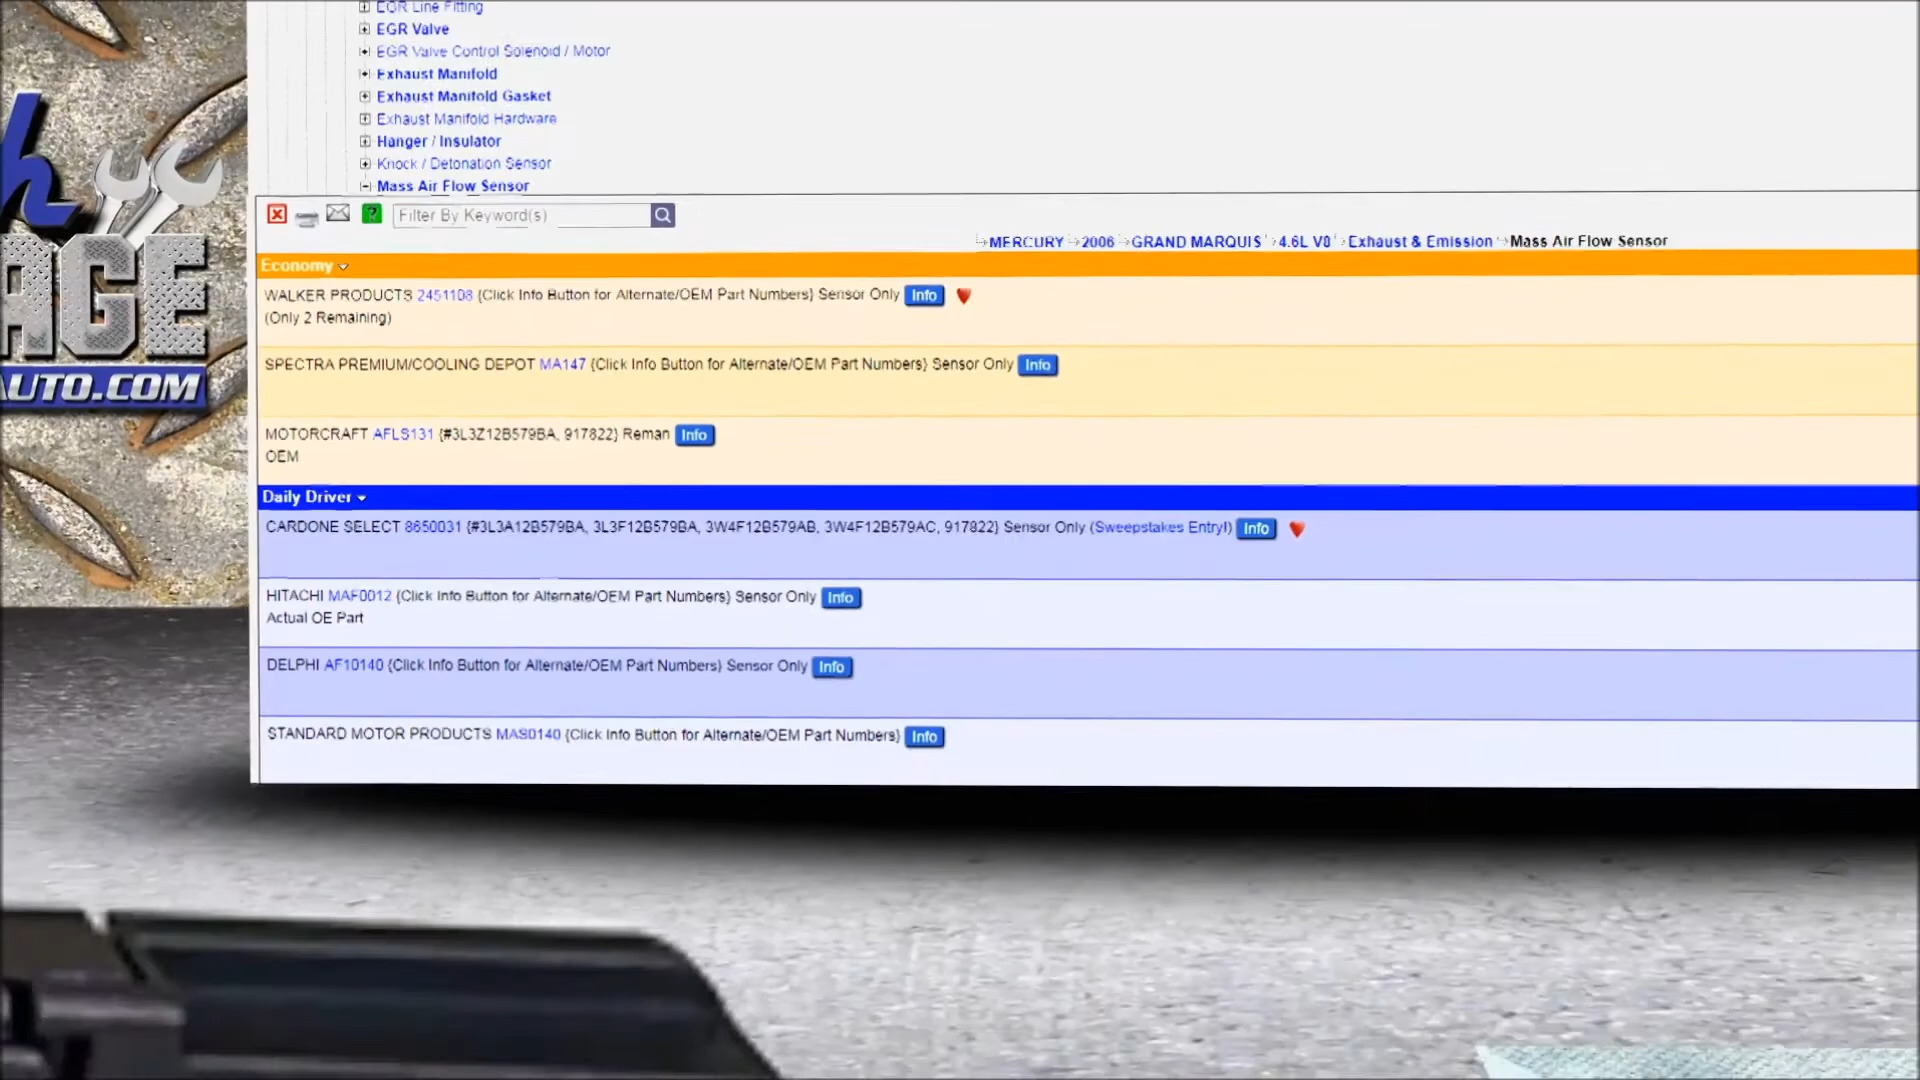 EGR Line Fitting
EGR Valve
EGR Valve Control Solenoid / Motor
Exhaust Manifold
Exhaust Manifold Gasket
Exhaust Manifold Hardware
Hanger / Insulator
Knock / Detonation Sensor
Mass Air Flow Sensor
h
AGE
AUTO.COM
? Filter By Keyword(s)
MERCURY 2006 GRAND MARQUIS 4.6L V8 Exhaust & Emission Mass Air Flow Sensor
Economy
WALKER PRODUCTS 2451108 {Click Info Button for Alternate/OEM Part Numbers} Sensor Only Info
(Only 2 Remaining)
SPECTRA PREMIUM/COOLING DEPOT MA147 {Click Info Button for Alternate/OEM Part Numbers} Sensor Only Info
MOTORCRAFT AFLS131 {#3L3Z12B579BA, 917822} Reman Info
OEM
Daily Driver
CARDONE SELECT 8650031 {#3L3A12B579BA, 3L3F12B579BA, 3W4F12B579AB, 3W4F12B579AC, 917822} Sensor Only (Sweepstakes Entry!) Info
HITACHI MAF0012 {Click Info Button for Alternate/OEM Part Numbers} Sensor Only Info
Actual OE Part
DELPHI AF10140 {Click Info Button for Alternate/OEM Part Numbers} Sensor Only Info
STANDARD MOTOR PRODUCTS MAS0140 {Click Info Button for Alternate/OEM Part Numbers} Info